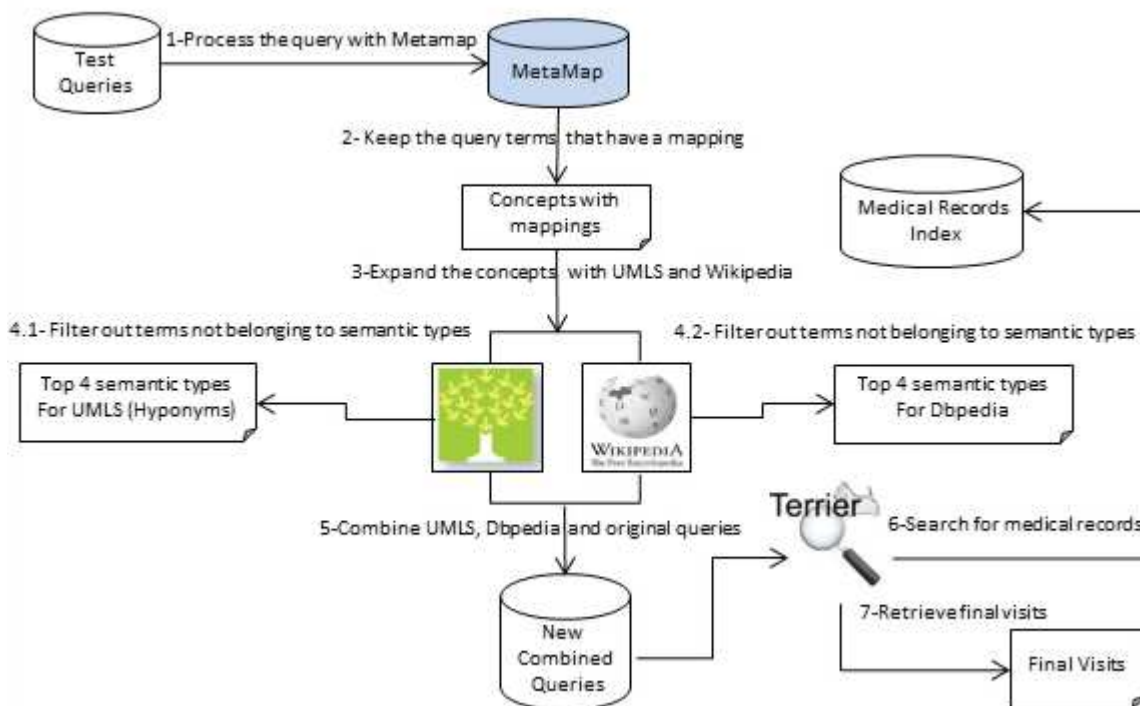 1-Process the query with Metamap
Test
Queries
MetaMap
2- Keep the query terms that have a mapping
Concepts with
mappings
Medical Records
Index
3-Expand the concepts with UMLS and Wikipedia
4.1- Filter out terms not belonging to semantic types
4.2- Filter out terms not belonging to semantic types
Top 4 semantic types
For UMLS (Hyponyms)
WIKIPEDIA
The Free Encyclopedia
Top 4 semantic types
For Dbpedia
5-Combine UMLS, Dbpedia and original queries
Terrier
6-Search for medical records
New
Combined
Queries
7-Retrieve final visits
Final Visits